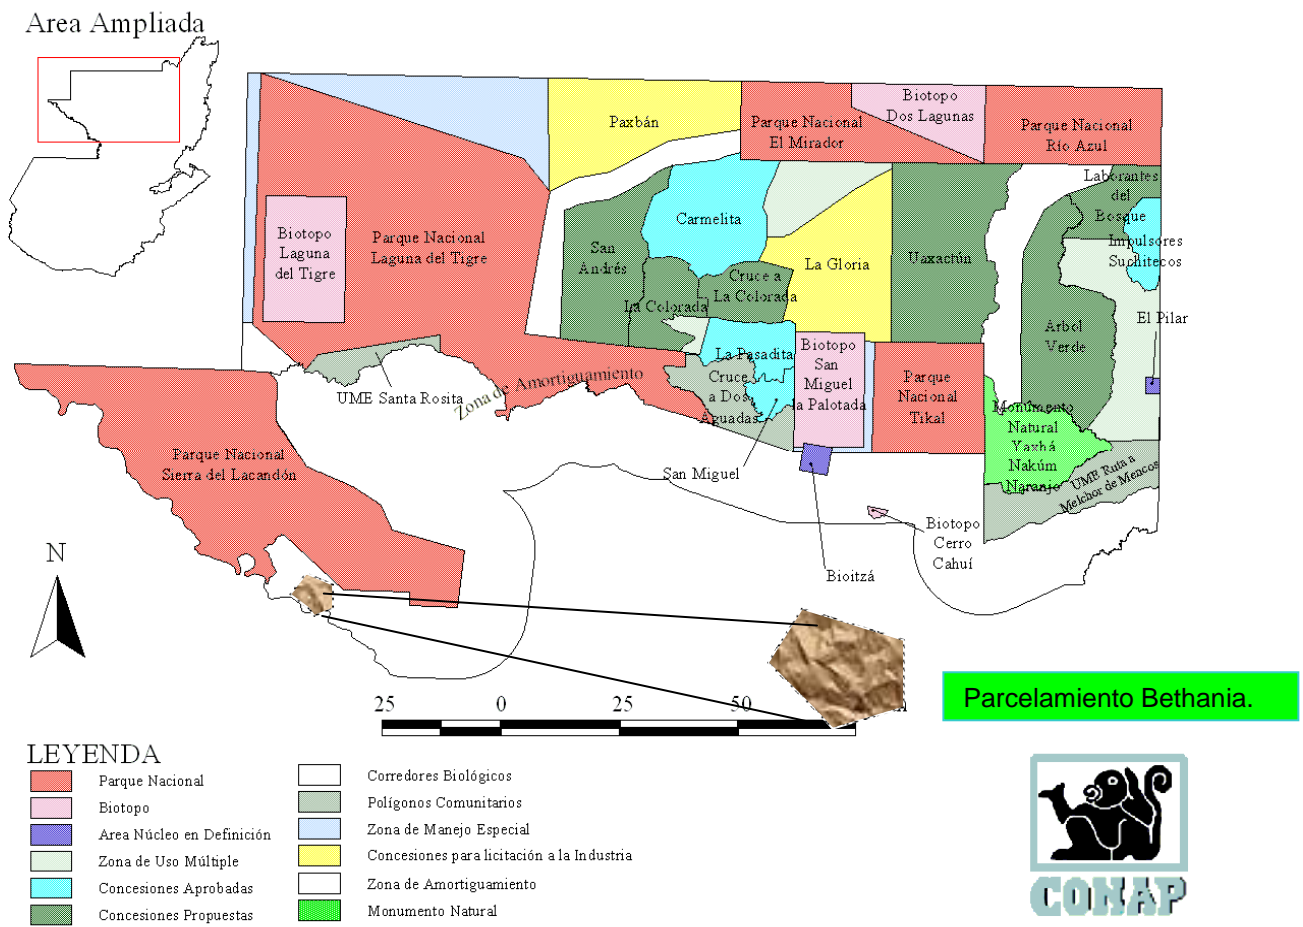 Area Ampliada
Paxbán
Parque Nacional
El Mirador
Biotopo
Dos Lagunas
Parque Nacional
Río Azul
Laborantes
del
Bosque
Impulsores
Suchitecos
Carmelita
Biotopo
Laguna
del Tigre
Parque Nacional
Laguna del Tigre
San
Andrés
La Gloria
Uaxactún
Cruce a
La Colorada
La Colorada
El Pilar
Arbol
Verde
La Pasadita
Biotopo
San
Miguel
la Palotada
Parque
Nacional
Tikal
Cruce
a Dos
Aguadas
Zona de Amortiguamiento
UME Santa Rosita
Monumento
Natural
Yaxhá
Nakúm
Naranjo
UME Ruta a
Melchor de Mencos
Parque Nacional
Sierra del Lacandón
San Miguel
Biotopo
Cerro
Cahuí
Bioitzá
N
25 0 25 50
Parcelamiento Bethania.
LEYENDA
Parque Nacional
Biotopo
Area Núcleo en Definición
Zona de Uso Múltiple
Concesiones Aprobadas
Concesiones Propuestas
Corredores Biológicos
Polígonos Comunitarios
Zona de Manejo Especial
Concesiones para licitación a la Industria
Zona de Amortiguamiento
Monumento Natural
CONAP